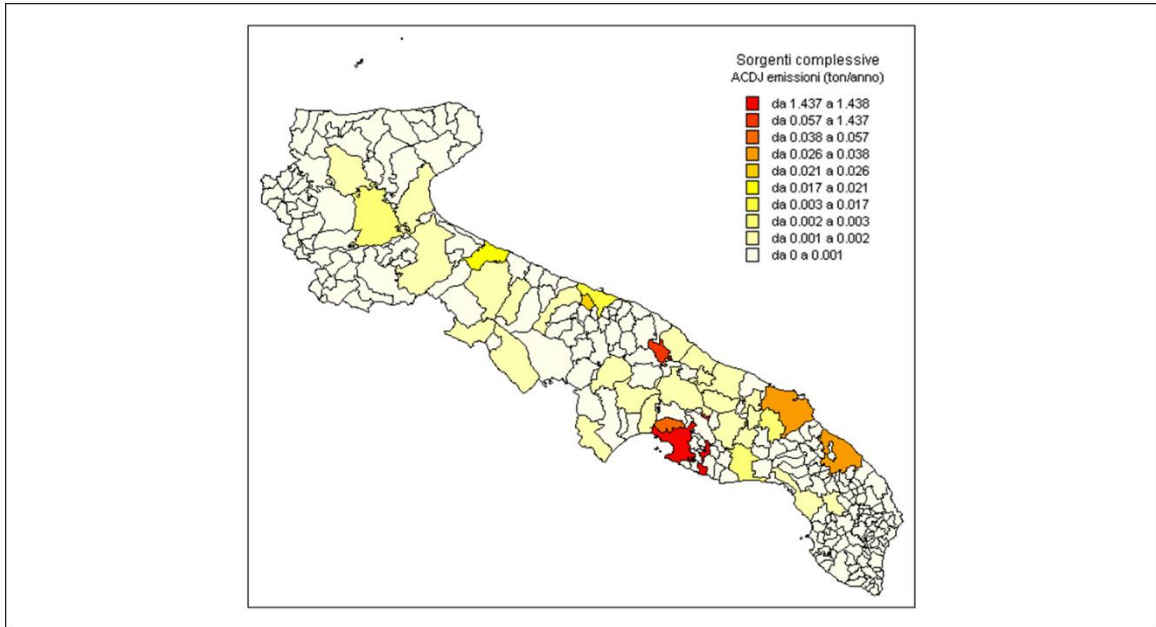 Sorgenti complessive
ACDJ emissioni (ton/anno)
da 1.437 a 1.438
da 0.057 a 1.437
da 0.038 a 0.057
da 0.026 a 0.038
da 0.021 a 0.026
da 0.017 a 0.021
da 0.003 a 0.017
da 0.002 a 0.003
da 0.001 a 0.002
da 0 a 0.001